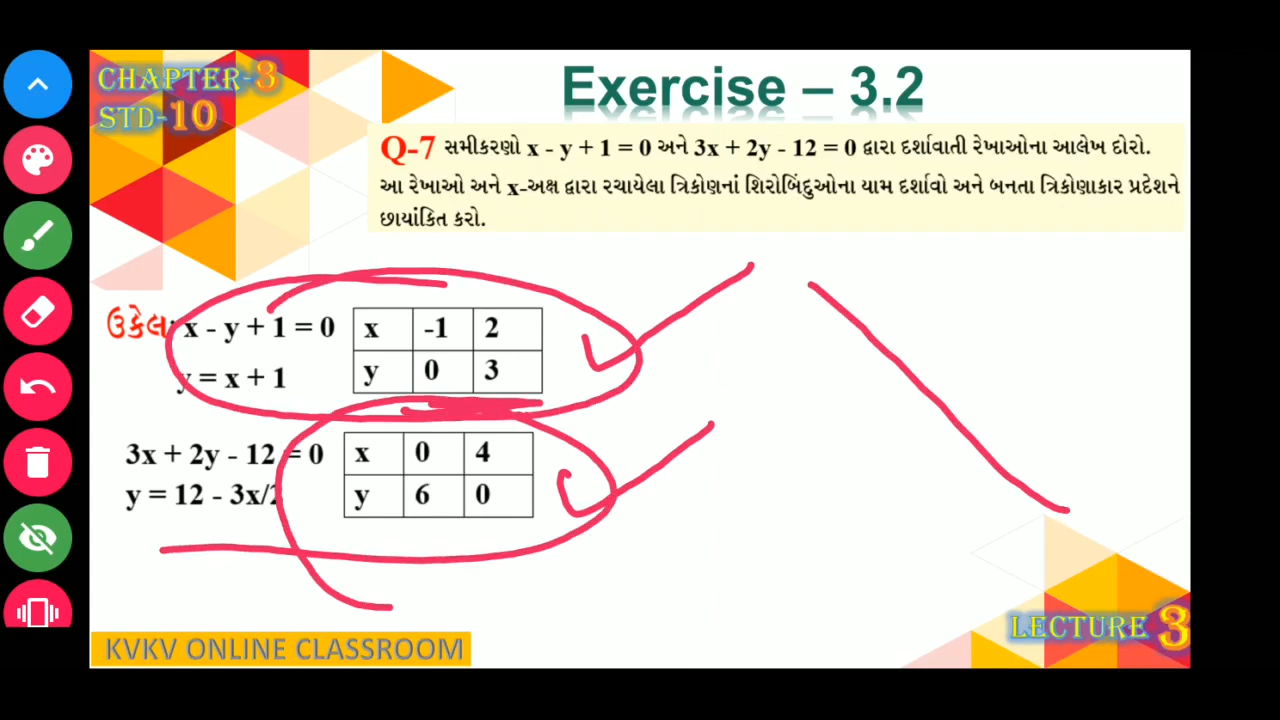 CHAPTER-3
STD-10
Exercise – 3.2
Q-7 સમીકરણો x - y + 1 = 0 અને 3x + 2y - 12 = 0 દ્વારા દર્શાવાતી રેખાઓના આલેખ દોરો.
આ રેખાઓ અને x-અક્ષ દ્વારા રચાયેલા ત્રિકોણનાં શિરોબિંદુઓના યામ દર્શાવો અને બનતા ત્રિકોણાકાર પ્રદેશને
છાયાંકિત કરો.
ઉકેલ: x - y + 1 = 0
y = x + 1
x -1 2
y 0 3
3x + 2y - 12 = 0
y = 12 - 3x/2
x 0 4
y 6 0
KVKV ONLINE CLASSROOM
LECTURE 3